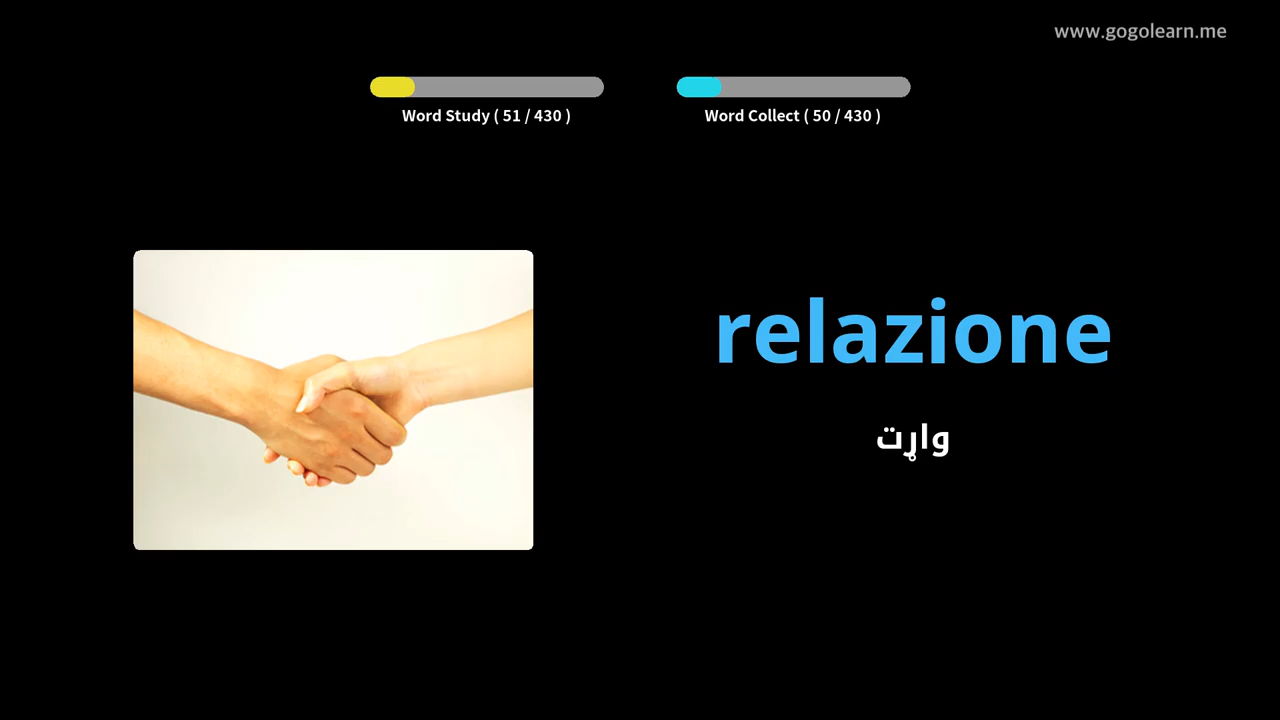 www.gogolearn.me
Word Study ( 51 / 430 )
Word Collect ( 50 / 430 )
relazione
واړت